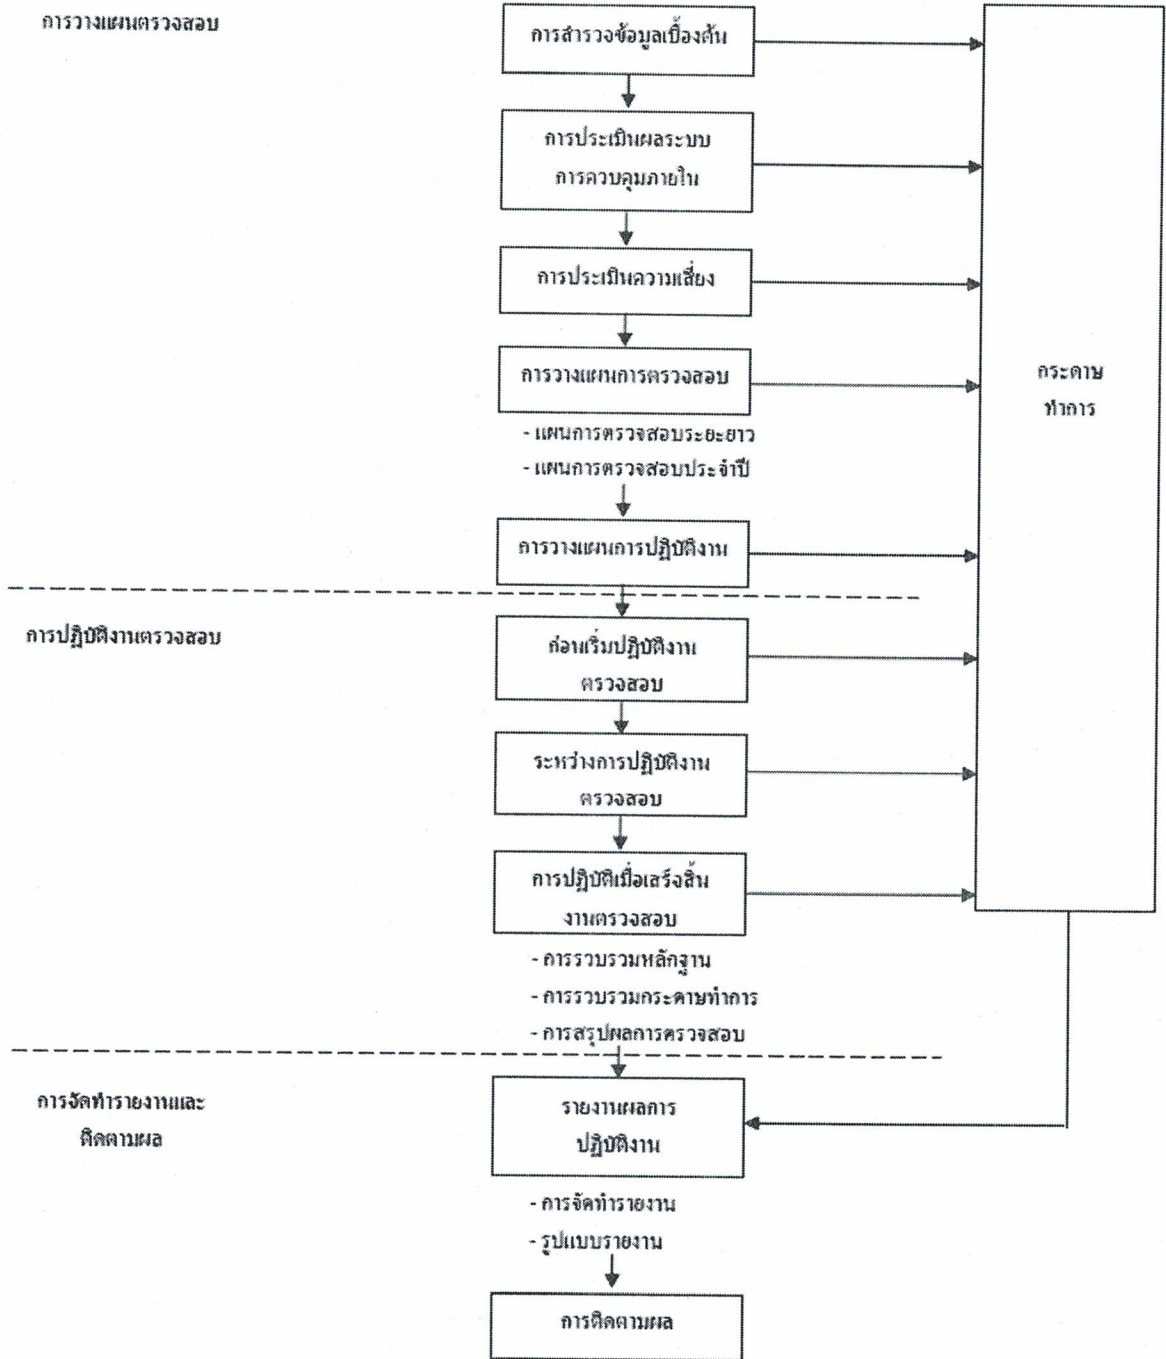 การวางแผนตรวจสอบ
การสำรวจข้อมูลเบื้องต้น
การประเมินผลระบบ
การควบคุมภายใน
การประเมินความเสี่ยง
การวางแผนการตรวจสอบ
- แผนการตรวจสอบระยะยาว
- แผนการตรวจสอบประจำปี
การวางแผนการปฏิบัติงาน
กระดาษ
ทำการ
การปฏิบัติงานตรวจสอบ
ก่อนเริ่มปฏิบัติงาน
ตรวจสอบ
ระหว่างการปฏิบัติงาน
ตรวจสอบ
การปฏิบัติเมื่อเสร็จสิ้น
งานตรวจสอบ
- การรวบรวมหลักฐาน
- การรวบรวมกระดาษทำการ
- การสรุปผลการตรวจสอบ
การจัดทำรายงานและ
ติดตามผล
รายงานผลการ
ปฏิบัติงาน
- การจัดทำรายงาน
- รูปแบบรายงาน
การติดตามผล